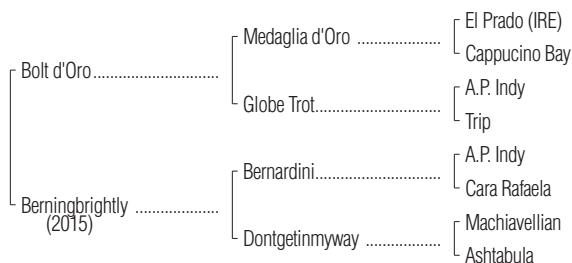 El Prado (IRE)
Medaglia d'Oro ....................
Cappucino Bay
Bolt d'Oro..............................
A.P. Indy
Globe Trot..............................
Trip
A.P. Indy
Bernardini..............................
Cara Rafaela
Berningbrightly ....................
(2015)
Machiavellian
Dontgetinmyway ..................
Ashtabula